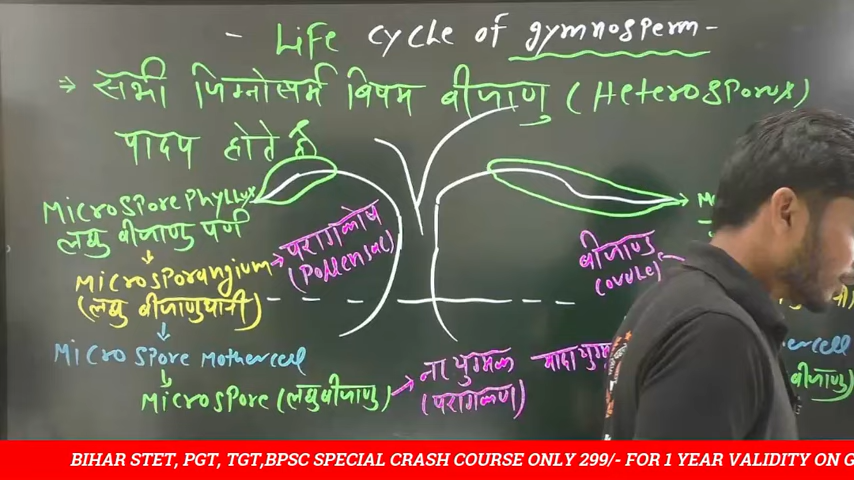 - Life cycle of gymnosperm -
⇒ सभी जिम्नोस्पर्म विषम बीजाणु (Heterosporus)
पादप होते हैं
Microsporephyllus
लघु बीजाणु पर्ण
Microsporangium → परागकोष
(Pollensac)
(लघु बीजाणुधानी)
Microspore Mothercell
Microspore (लघुबीजाणु) → नर युग्मक
(परागकण)
बीजाण्ड
(ovule)
मादा
cell
बीजाणु)
BIHAR STET, PGT, TGT,BPSC SPECIAL CRASH COURSE ONLY 299/- FOR 1 YEAR VALIDITY ON G